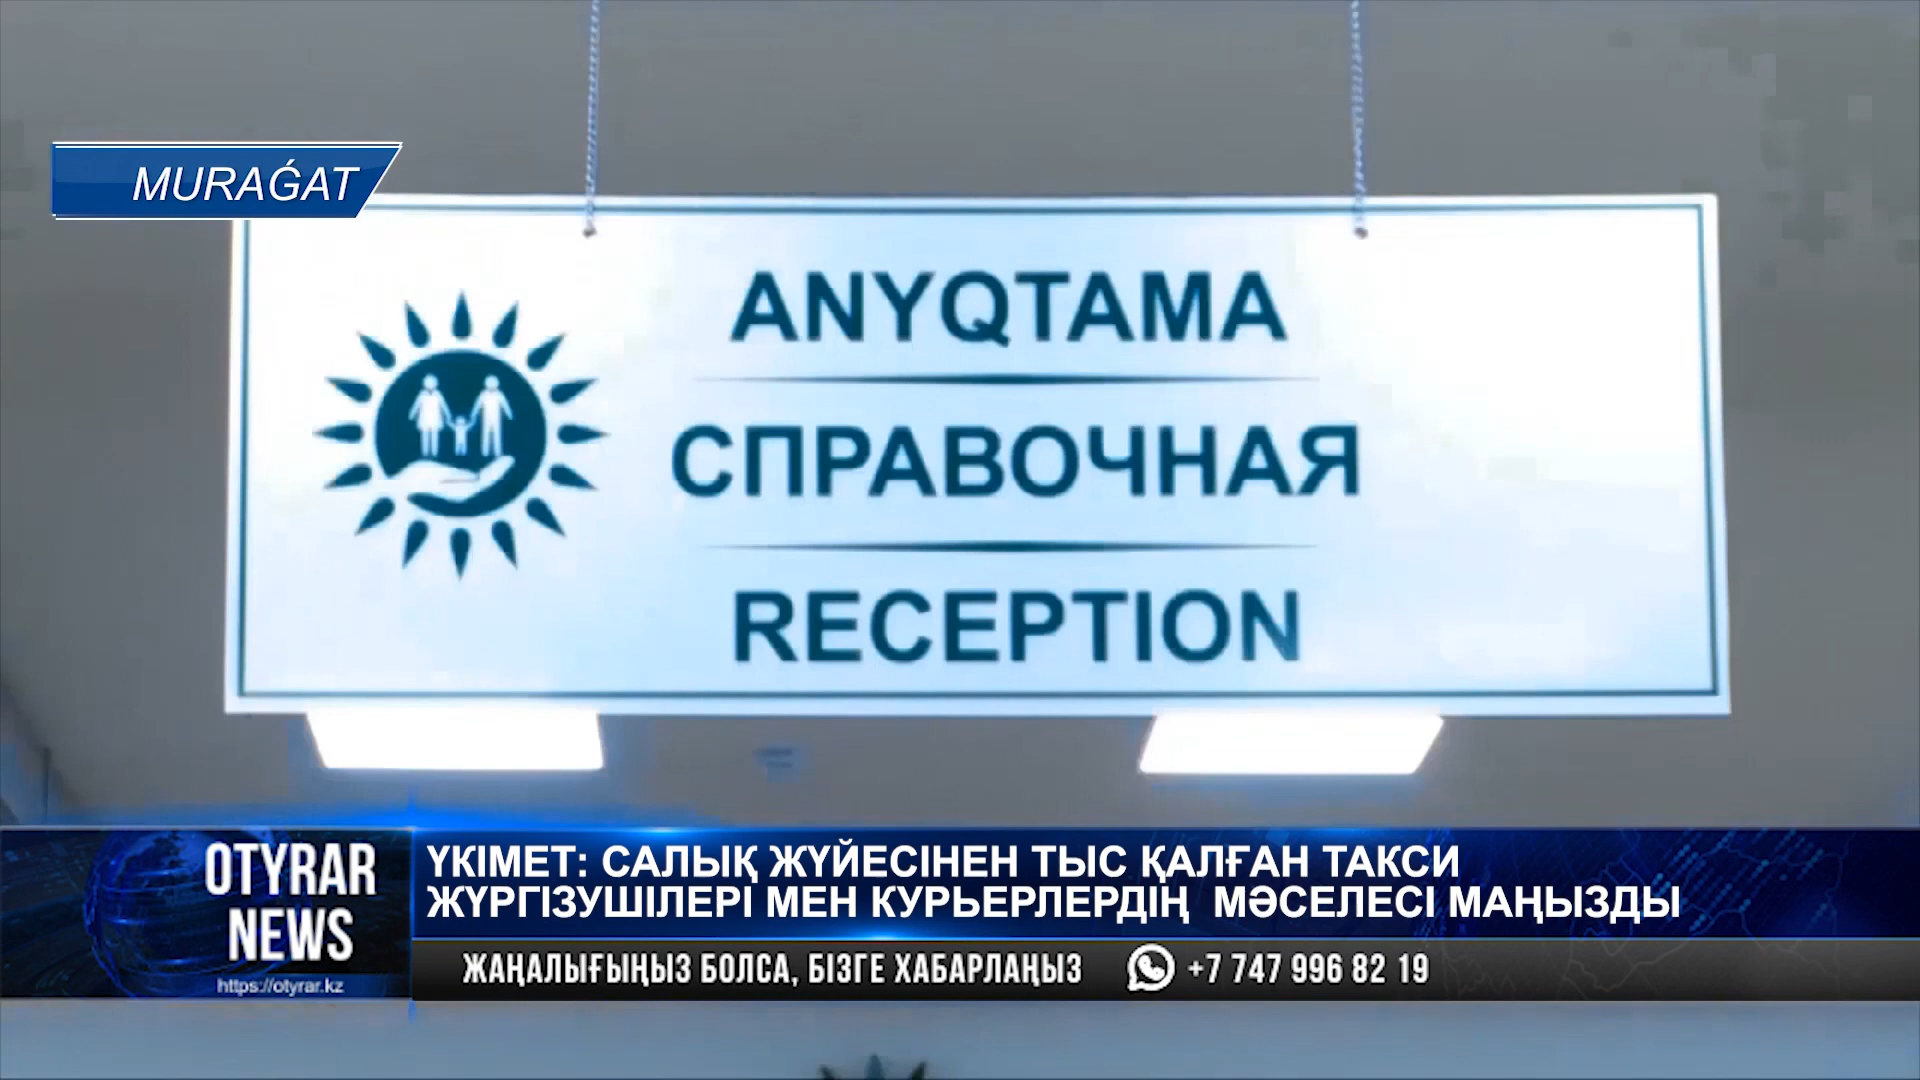 MURAǴAT
ANYQTAMA
СПРАВОЧНАЯ
RECEPTION
OTYRAR
NEWS
https://otyrar.kz
ҮКІМЕТ: САЛЫҚ ЖҮЙЕСІНЕН ТЫС ҚАЛҒАН ТАКСИ
ЖҮРГІЗУШІЛЕРІ МЕН КУРЬЕРЛЕРДІҢ МӘСЕЛЕСІ МАҢЫЗДЫ
ЖАҢАЛЫҒЫҢЫЗ БОЛСА, БІЗГЕ ХАБАРЛАҢЫЗ +7 747 996 82 19